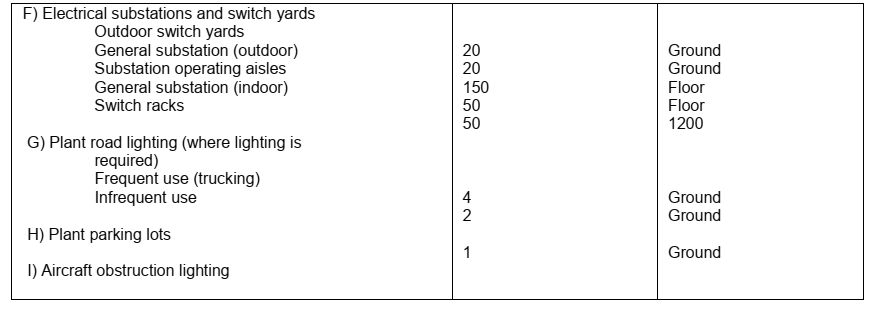 F) Electrical substations and switch yards
Outdoor switch yards
General substation (outdoor) 20 Ground
Substation operating aisles 20 Ground
General substation (indoor) 150 Floor
Switch racks 50 Floor
50 1200
G) Plant road lighting (where lighting is
required)
Frequent use (trucking)
Infrequent use 4 Ground
2 Ground
H) Plant parking lots
1 Ground
I) Aircraft obstruction lighting